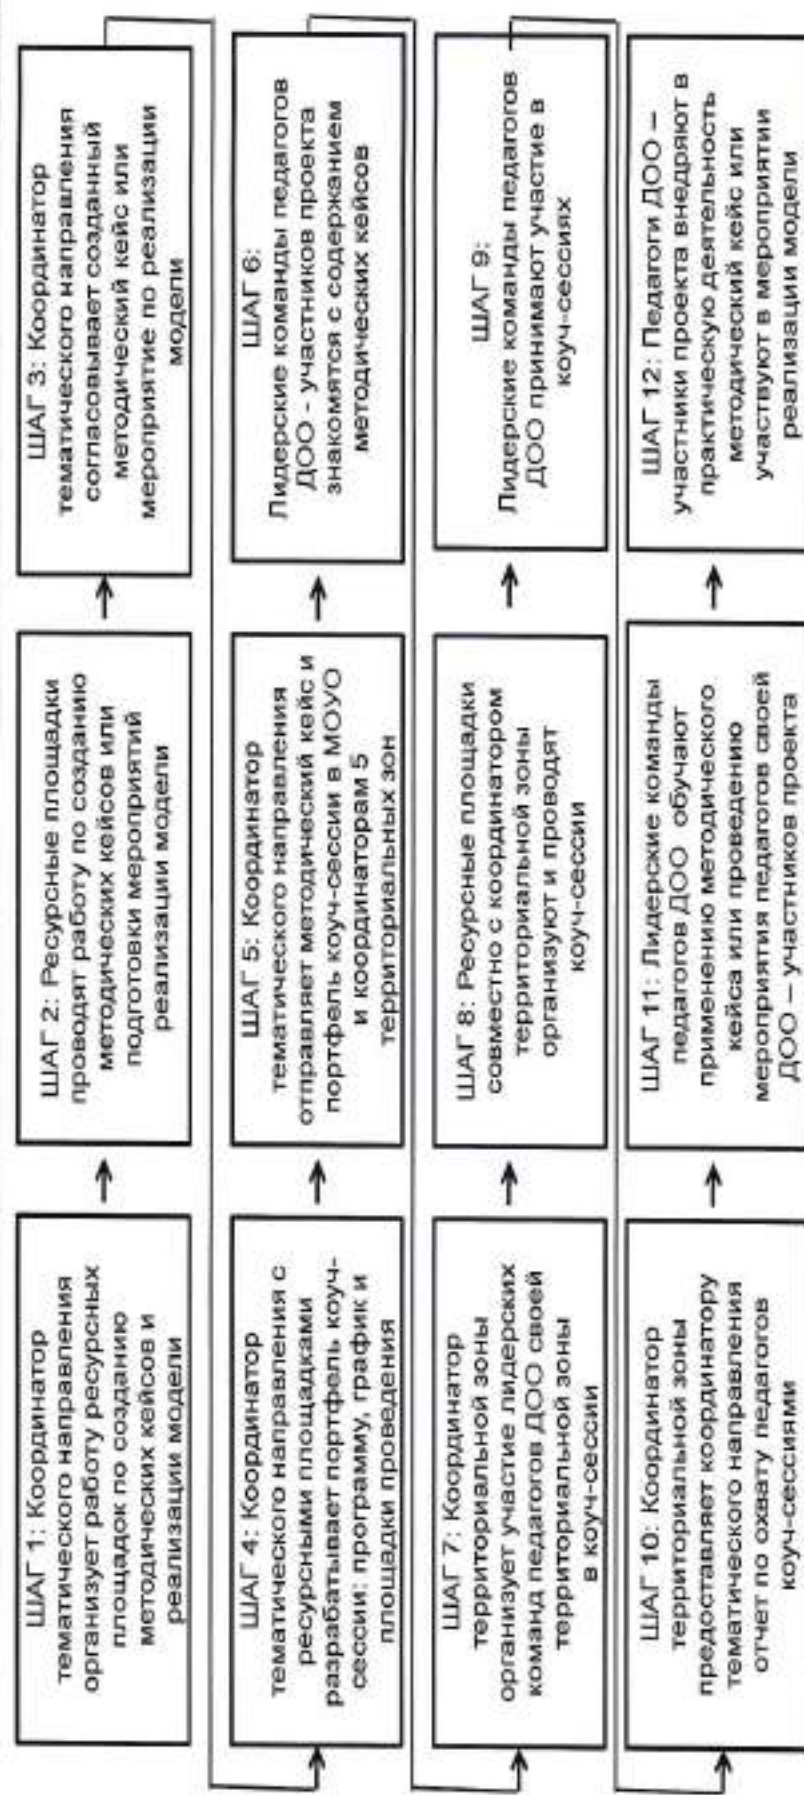 ШАГ 1: Координатор
тематического направления
организует работу ресурсных
площадок по созданию
методических кейсов и
реализации модели
ШАГ 2: Ресурсные площадки
проводят работу по созданию
методических кейсов или
подготовки мероприятий
реализации модели
ШАГ 3: Координатор
тематического направления
согласовывает созданный
методический кейс или
мероприятие по реализации
модели
ШАГ 4: Координатор
тематического направления с
ресурсными площадками
разрабатывает портфель коуч-
сессии: программу, график и
площадки проведения
ШАГ 5: Координатор
тематического направления
отправляет методический кейс и
портфель коуч-сессии в МОУО
и координаторам 5
территориальных зон
ШАГ 6:
Лидерские команды педагогов
ДОО - участников проекта
знакомятся с содержанием
методических кейсов
ШАГ 7: Координатор
территориальной зоны
организует участие лидерских
команд педагогов ДОО своей
территориальной зоны
в коуч-сессии
ШАГ 8: Ресурсные площадки
совместно с координатором
территориальной зоны
организуют и проводят
коуч-сессии
ШАГ 9:
Лидерские команды педагогов
ДОО принимают участие в
коуч-сессиях
ШАГ 10: Координатор
территориальной зоны
предоставляет координатору
тематического направления
отчет по охвату педагогов
коуч-сессиями
ШАГ 11: Лидерские команды
педагогов ДОО обучают
применению методического
кейса или проведению
мероприятия педагогов своей
ДОО – участников проекта
ШАГ 12: Педагоги ДОО –
участники проекта внедряют в
практическую деятельность
методический кейс или
участвуют в мероприятии
реализации модели